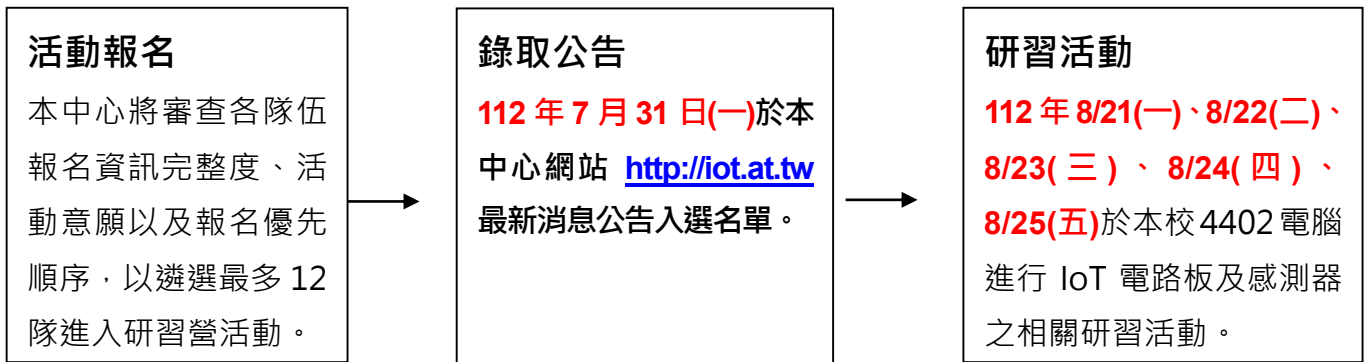 活動報名
本中心將審查各隊伍
報名資訊完整度、活
動意願以及報名優先
順序，以遴選最多 12
隊進入研習營活動。
錄取公告
112 年 7 月 31 日(一)於本
中心網站 http://iot.at.tw
最新消息公告入選名單。
研習活動
112 年 8/21(一)、8/22(二)、
8/23(三)、8/24(四)、
8/25(五)於本校 4402 電腦
進行 IoT 電路板及感測器
之相關研習活動。